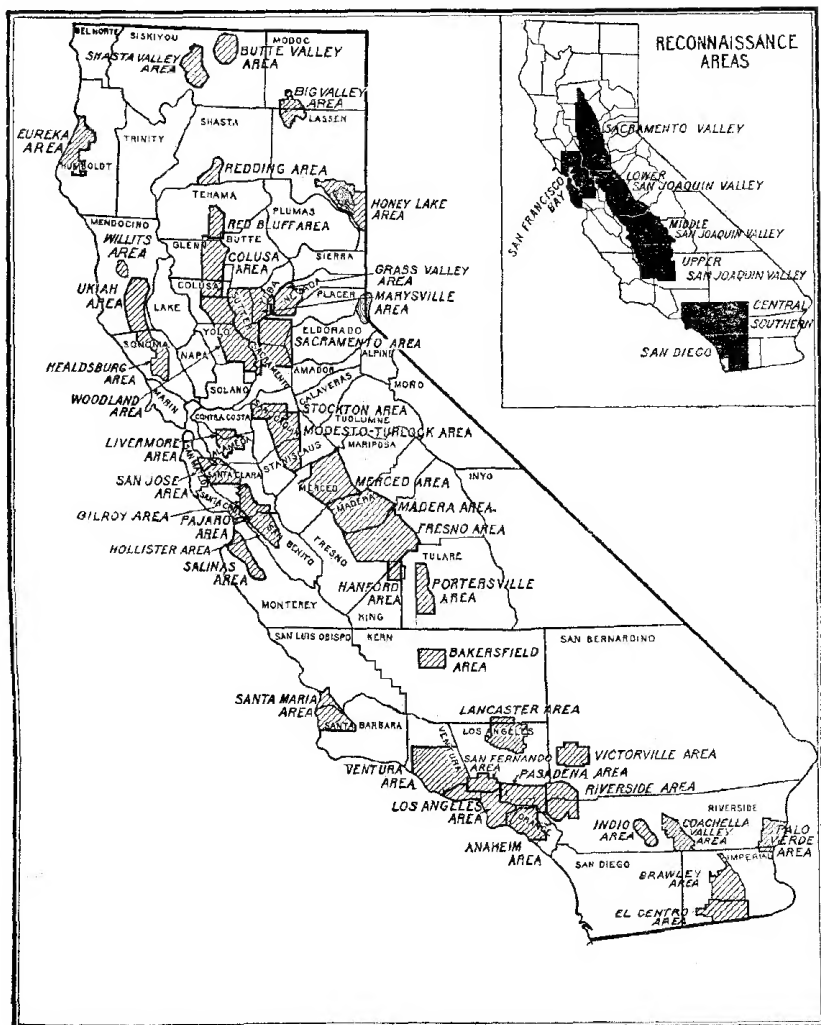 DEL NORTE
SISKIYOU
MODOC
SHASTA VALLEY
AREA
BUTTE VALLEY
AREA
BIG VALLEY
AREA
LASSEN
SHASTA
TRINITY
EUREKA
AREA
HUMBOLDT
REDDING AREA
TEHAMA
PLUMAS
HONEY LAKE
AREA
MENDOCINO
RED BLUFF AREA
GLENN
BUTTE
WILLITS
AREA
COLUSA AREA
SIERRA
GRASS VALLEY
AREA
COLUSA
YUBA
NEVADA
PLACER
MARYSVILLE
AREA
UKIAH
AREA
LAKE
SUTTER
ELDORADO
SACRAMENTO AREA
ALPINE
YOLO
SONOMA
NAPA
SACRAMENTO
AMADOR
HEALDSBURG
AREA
SOLANO
CALAVERAS
MORO
WOODLAND
AREA
MARIN
CONTRA COSTA
STOCKTON AREA
TUOLUMNE
MODESTO-TURLOCK AREA
MARIPOSA
LIVERMORE
AREA
ALAMEDA
STANISLAUS
INYO
SANTA CLARA
SAN JOSE
AREA
MERCED
MERCED AREA
SANTA CRUZ
MADERA
MADERA AREA
GILROY AREA
PAJARO
AREA
SAN BENITO
FRESNO
FRESNO AREA
HOLLISTER AREA
SALINAS
AREA
TULARE
HANFORD
AREA
PORTERSVILLE
AREA
MONTEREY
KING
SAN LUIS OBISPO
KERN
SAN BERNARDINO
BAKERSFIELD
AREA
SANTA MARIA
AREA
SANTA BARBARA
LANCASTER AREA
LOS ANGELES
VENTURA
VENTURA
AREA
SAN FERNANDO
AREA
VICTORVILLE AREA
PASADENA AREA
RIVERSIDE AREA
LOS ANGELES
AREA
ORANGE
ANAHEIM
AREA
RIVERSIDE
INDIO
AREA
COACHELLA
VALLEY
AREA
PALO
VERDE
AREA
SAN DIEGO
IMPERIAL
BRAWLEY
AREA
EL CENTRO
AREA
RECONNAISSANCE
AREAS
SACRAMENTO VALLEY
SAN FRANCISCO
BAY
LOWER
SAN JOAQUIN VALLEY
MIDDLE
SAN JOAQUIN VALLEY
UPPER
SAN JOAQUIN VALLEY
CENTRAL
SOUTHERN
SAN DIEGO